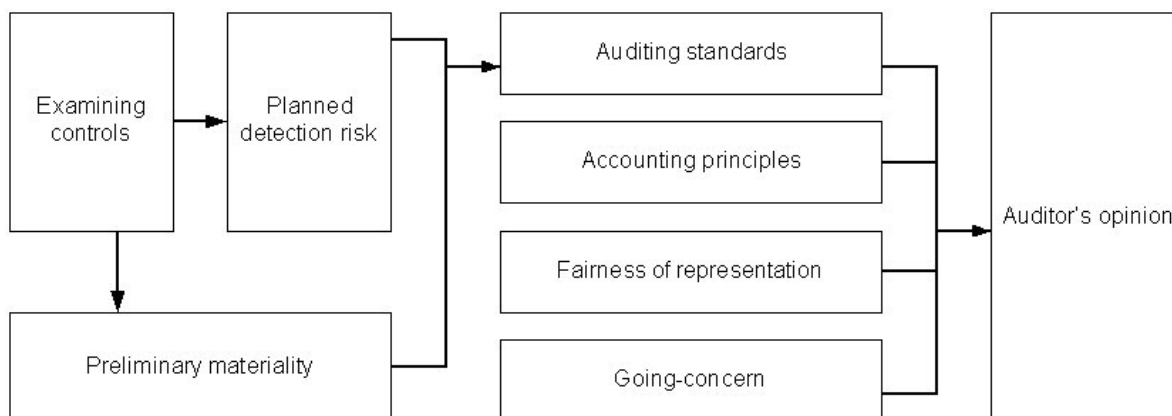 Examining
controls
Planned
detection risk
Preliminary materiality
Auditing standards
Accounting principles
Fairness of representation
Going-concern
Auditor's opinion